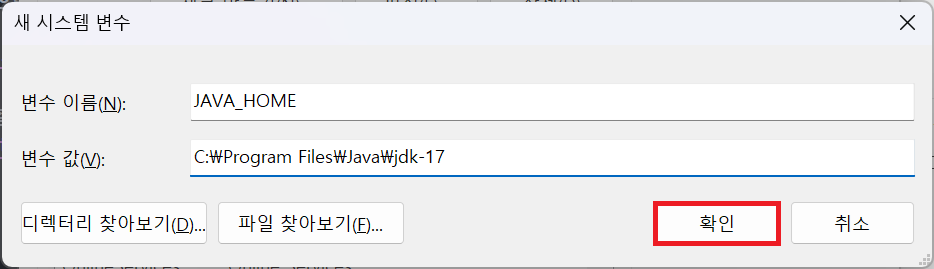 새 시스템 변수
변수 이름(N):
JAVA_HOME
변수 값(V):
C:₩Program Files₩Java₩jdk-17
디렉터리 찾아보기(D)...
파일 찾아보기(F)...
확인
취소